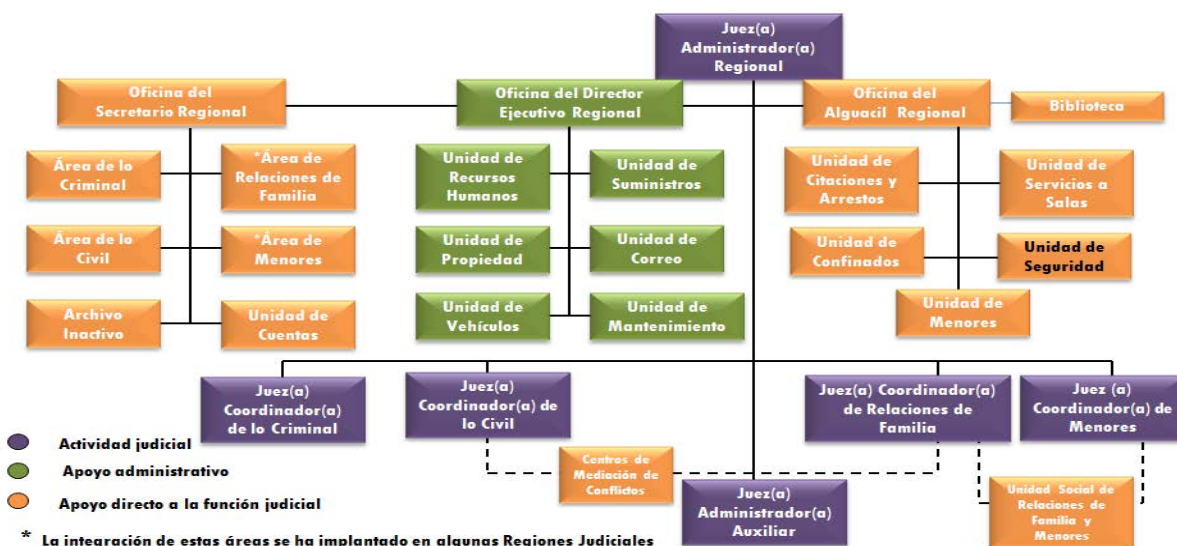 Juez(a)
Administrador(a)
Regional
Oficina del
Secretario Regional
Oficina del Director
Ejecutivo Regional
Oficina del
Alguacil Regional
Biblioteca
Área de lo
Criminal
*Área de
Relaciones de
Familia
Área de lo
Civil
*Área de
Menores
Archivo
Inactivo
Unidad de
Cuentas
Unidad de
Recursos
Humanos
Unidad de
Suministros
Unidad de
Propiedad
Unidad de
Correo
Unidad de
Vehículos
Unidad de
Mantenimiento
Unidad de
Citaciones y
Arrestos
Unidad de
Servicios a
Salas
Unidad de
Confinados
Unidad de
Seguridad
Unidad de
Menores
Juez(a)
Coordinador(a)
de lo Criminal
Juez(a)
Coordinador(a) de
lo Civil
Juez(a) Coordinador(a)
de Relaciones de
Familia
Juez (a)
Coordinador(a) de
Menores
Centros de
Mediación de
Conflictos
Juez(a)
Administrador(a)
Auxiliar
Unidad Social de
Relaciones de
Familia y
Menores
Actividad judicial
Apoyo administrativo
Apoyo directo a la función judicial
* La integración de estas áreas se ha implantado en algunas Regiones Judiciales